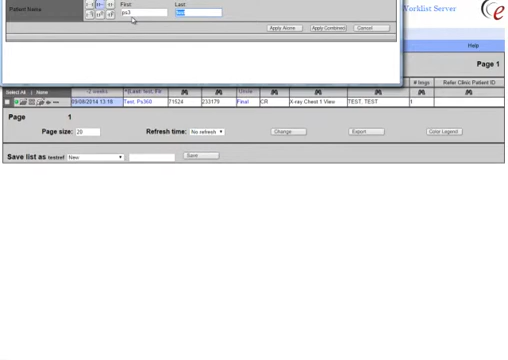 First Last
Patient Name ps3 test
Apply Alone Apply Combined Cancel
Worklist Server
Help
Page 1
# Imgs Refer Clinic Patient ID
-2 weeks *(Last: test, Fir
Select All | None
09/08/2014 13:18 Test, Ps360 71524 233179 Final CR X-ray Chest 1 View TEST, TEST 1
Page 1
Page size: 20 Refresh time: No refresh Change Export Color Legend
Save list as testref New: Save